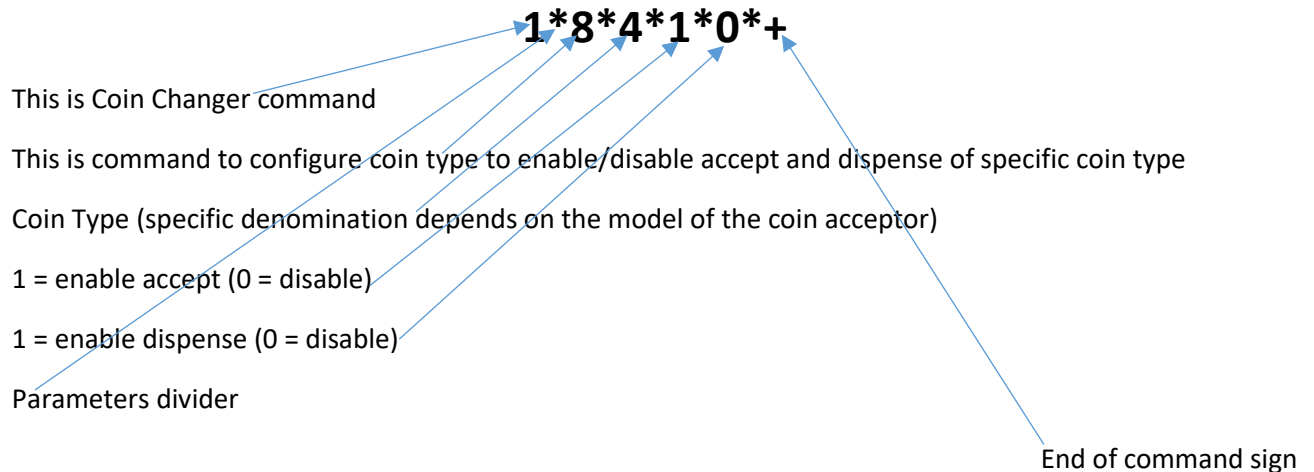 1*8*4*1*0*+
This is Coin Changer command
This is command to configure coin type to enable/disable accept and dispense of specific coin type
Coin Type (specific denomination depends on the model of the coin acceptor)
1 = enable accept (0 = disable)
1 = enable dispense (0 = disable)
Parameters divider
End of command sign